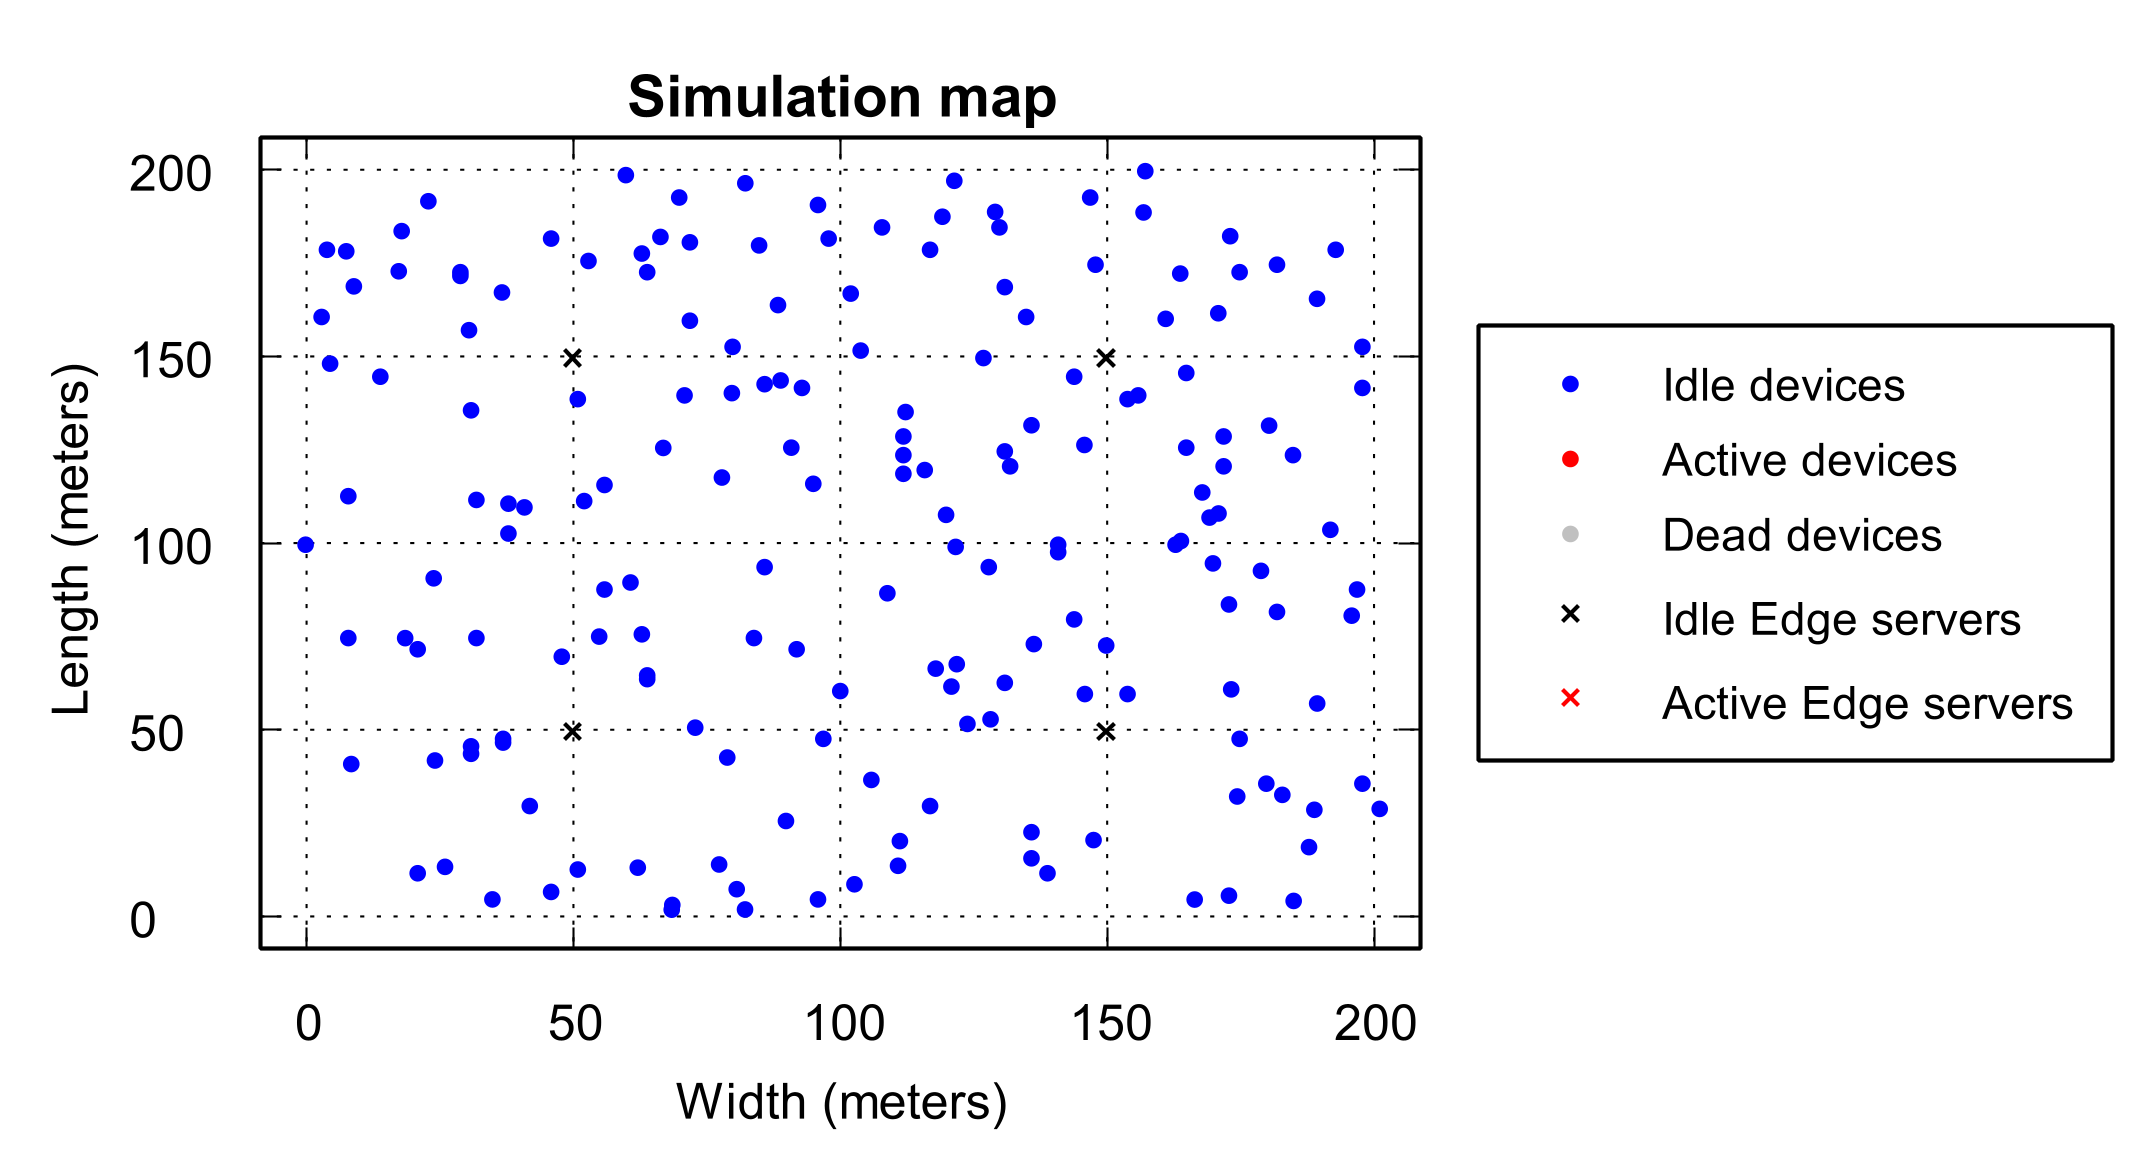 Simulation map
200
150
100
50
0
Length (meters)
0 50 100 150 200
Width (meters)
Idle devices
Active devices
Dead devices
Idle Edge servers
Active Edge servers